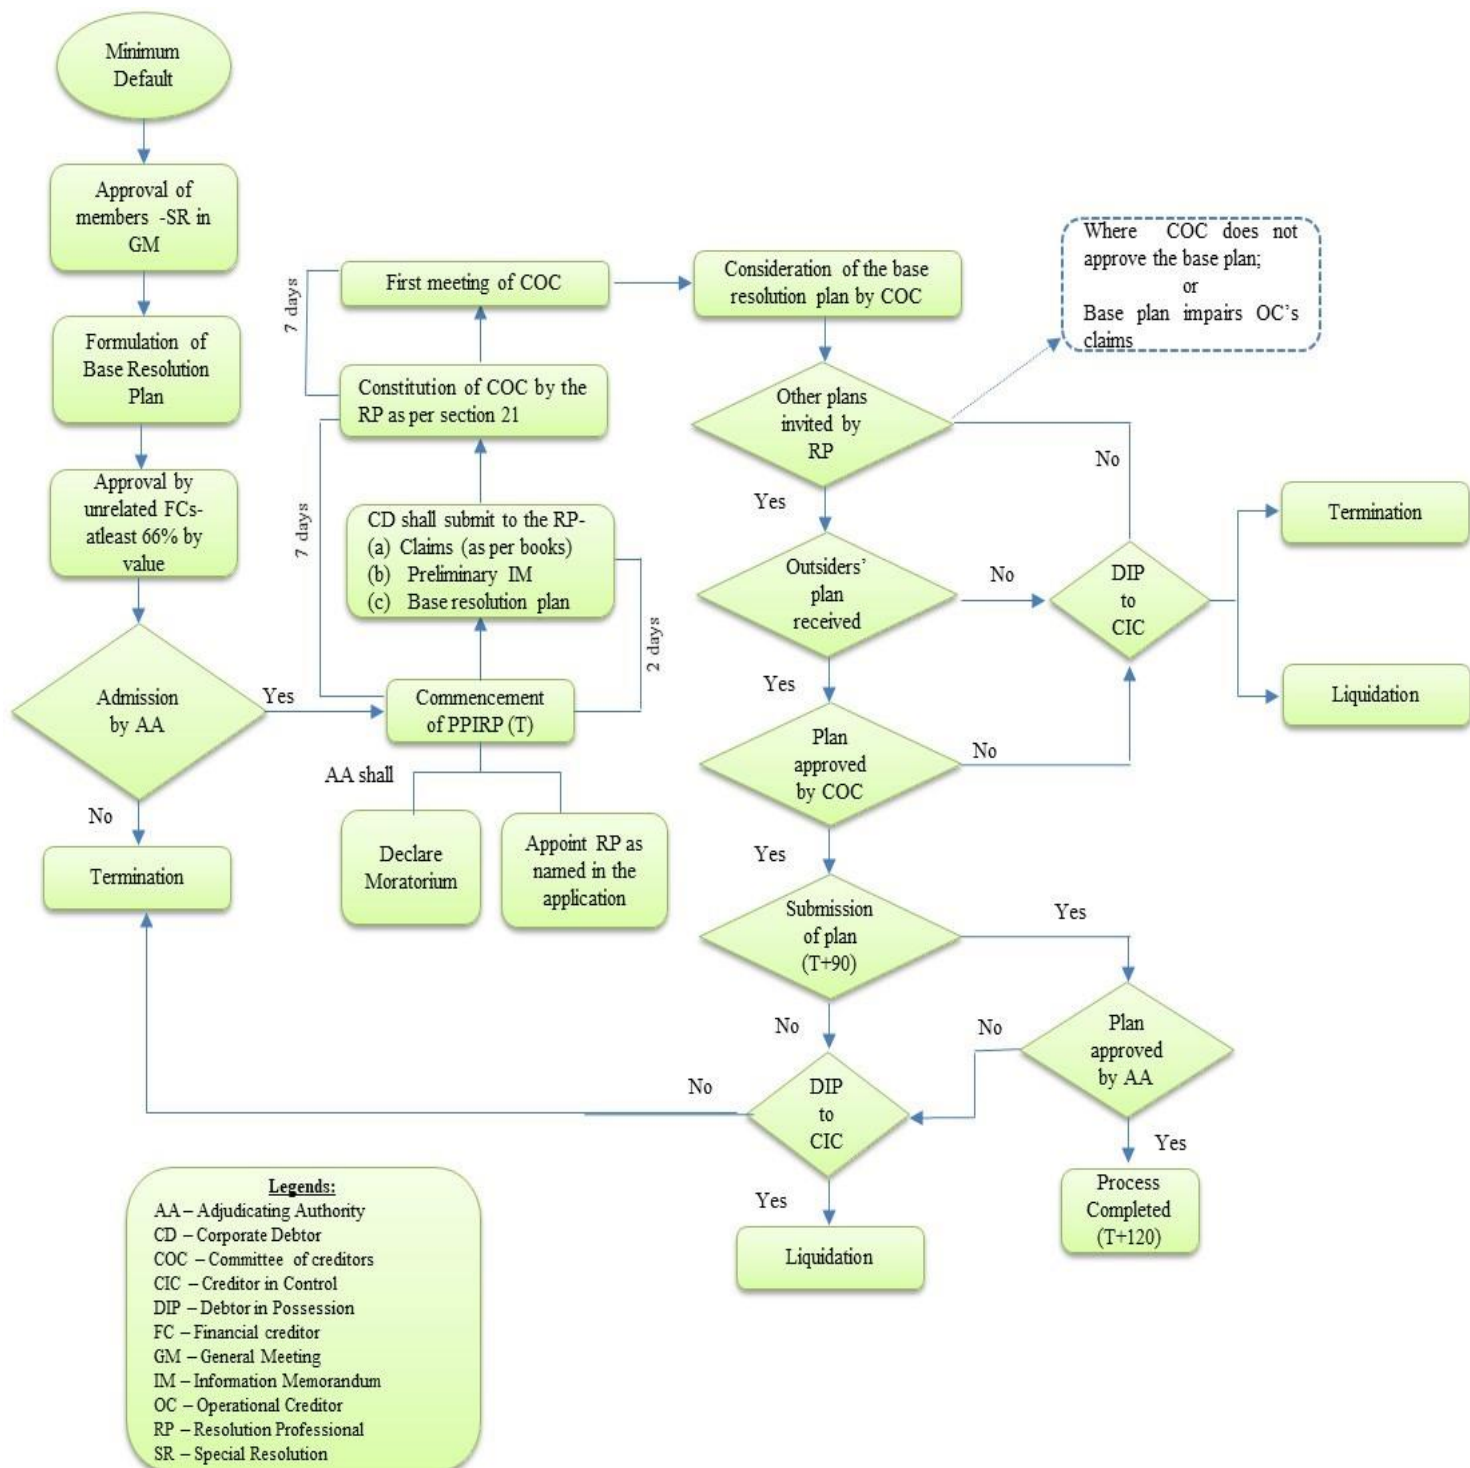 Minimum
Default
Approval of
members -SR in
GM
Formulation of
Base Resolution
Plan
Approval by
unrelated FCs-
atleast 66% by
value
Admission
by AA
Yes
No
Termination
First meeting of COC
7 days
Constitution of COC by the
RP as per section 21
7 days
CD shall submit to the RP-
(a) Claims (as per books)
(b) Preliminary IM
(c) Base resolution plan
2 days
Commencement
of PPIRP (T)
AA shall
Declare
Moratorium
Appoint RP as
named in the
application
Consideration of the base
resolution plan by COC
Where COC does not
approve the base plan;
or
Base plan impairs OC's
claims
Other plans
invited by
RP
No
Yes
Outsiders'
plan
received
No
Yes
DIP
to
CIC
Termination
Liquidation
Plan
approved
by COC
No
Yes
Submission
of plan
(T+90)
Yes
No
Plan
approved
by AA
No
Yes
Process
Completed
(T+120)
DIP
to
CIC
No
Yes
Liquidation
Legends:
AA – Adjudicating Authority
CD – Corporate Debtor
COC – Committee of creditors
CIC – Creditor in Control
DIP – Debtor in Possession
FC – Financial creditor
GM – General Meeting
IM – Information Memorandum
OC – Operational Creditor
RP – Resolution Professional
SR – Special Resolution